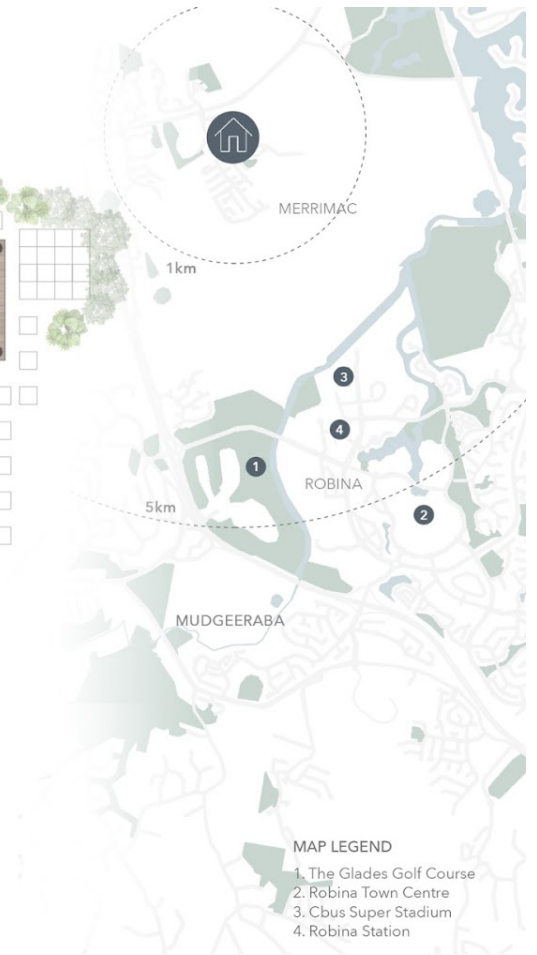 MERRIMAC
1km
3
4
1
ROBINA
5km
2
MUDGEERABA
MAP LEGEND
1. The Glades Golf Course
2. Robina Town Centre
3. Cbus Super Stadium
4. Robina Station